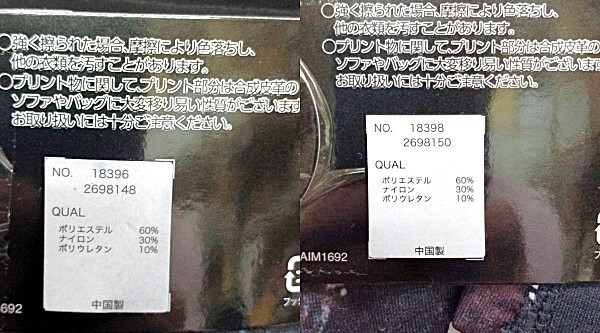 ○強く擦られた場合、摩擦により色落ちし、
他の衣類を汚すことがあります。
○プリント物に関して、プリント部分は合成皮革の
ソファやバッグに大変移り易い性質がございます
お取り扱いには十分ご注意ください。
NO. 18396
2698148
QUAL
ポリエステル 60%
ナイロン 30%
ポリウレタン 10%
中国製
692
○強く擦られた場合、摩擦により色落ちし、
他の衣類を汚すことがあります。
○プリント物に関して、プリント部分は合成皮革の
ソファやバッグに大変移り易い性質がございま
お取り扱いには十分ご注意ください。
NO. 18398
2698150
QUAL
ポリエステル 60%
ナイロン 30%
ポリウレタン 10%
中国製
AIM1692